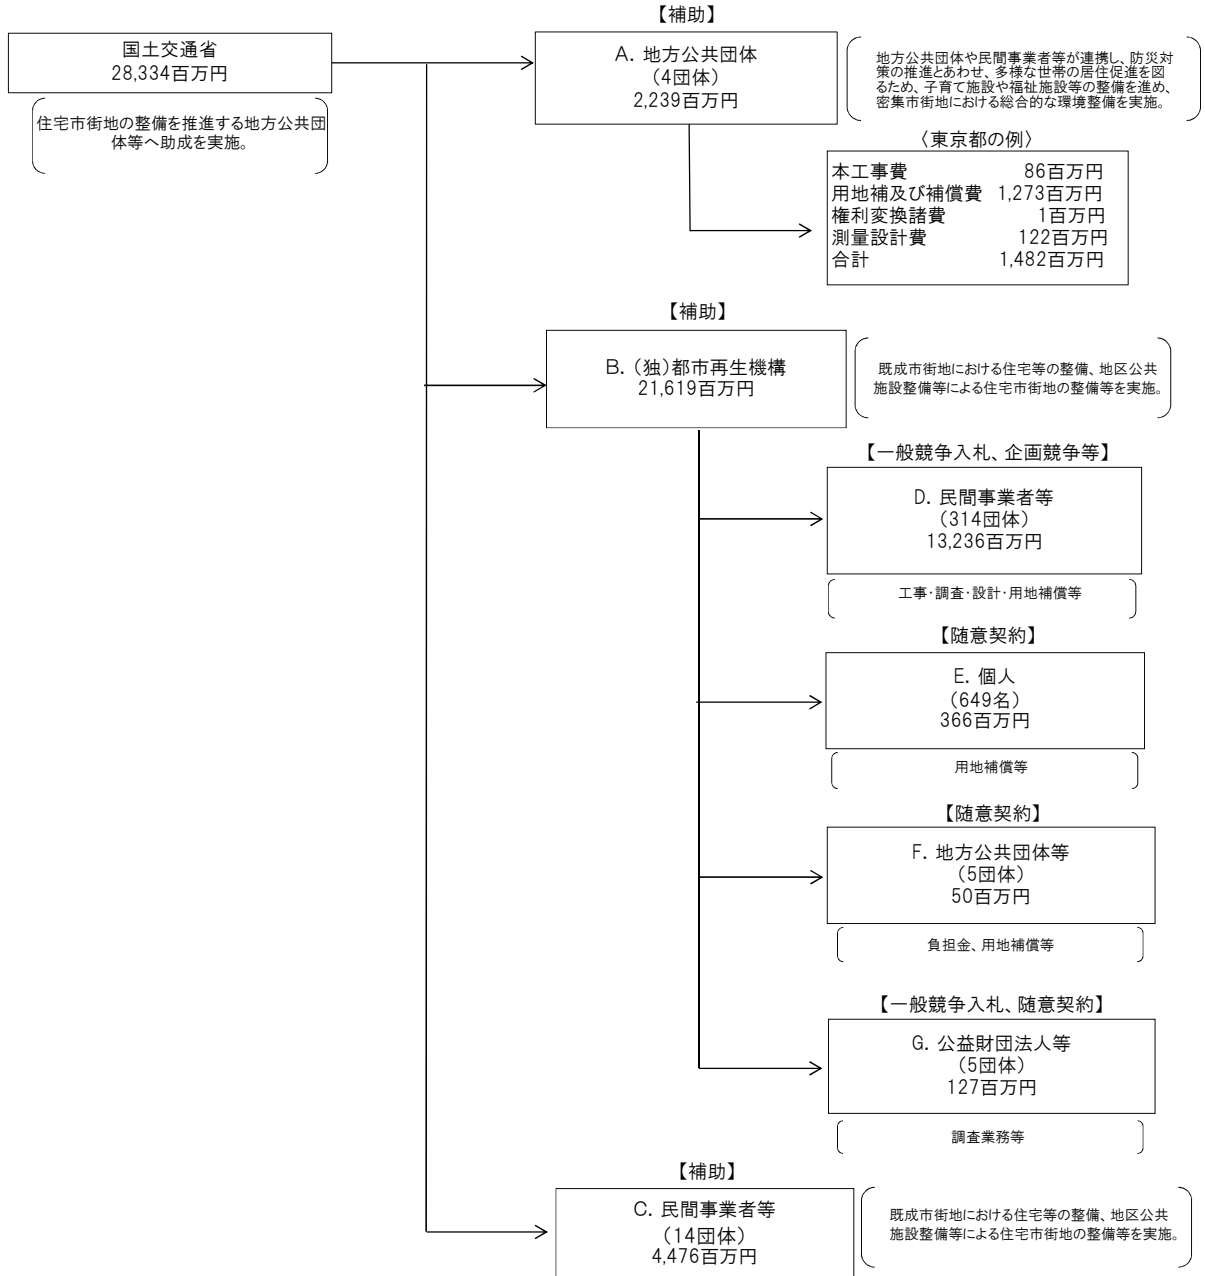 国土交通省
28,334百万円
住宅市街地の整備を推進する地方公共団
体等へ助成を実施。
【補助】
A. 地方公共団体
(4団体)
2,239百万円
地方公共団体や民間事業者等が連携し、防災対
策の推進とあわせ、多様な世帯の居住促進を図
るため、子育て施設や福祉施設等の整備を進め、
密集市街地における総合的な環境整備を実施。
〈東京都の例〉
本工事費 86百万円
用地補及び補償費 1,273百万円
権利変換諸費 1百万円
測量設計費 122百万円
合計 1,482百万円
【補助】
B. (独)都市再生機構
21,619百万円
既成市街地における住宅等の整備、地区公共
施設整備等による住宅市街地の整備等を実施。
【一般競争入札、企画競争等】
D. 民間事業者等
(314団体)
13,236百万円
工事・調査・設計・用地補償等
【随意契約】
E. 個人
(649名)
366百万円
用地補償等
【随意契約】
F. 地方公共団体等
(5団体)
50百万円
負担金、用地補償等
【一般競争入札、随意契約】
G. 公益財団法人等
(5団体)
127百万円
調査業務等
【補助】
C. 民間事業者等
(14団体)
4,476百万円
既成市街地における住宅等の整備、地区公共
施設整備等による住宅市街地の整備等を実施。